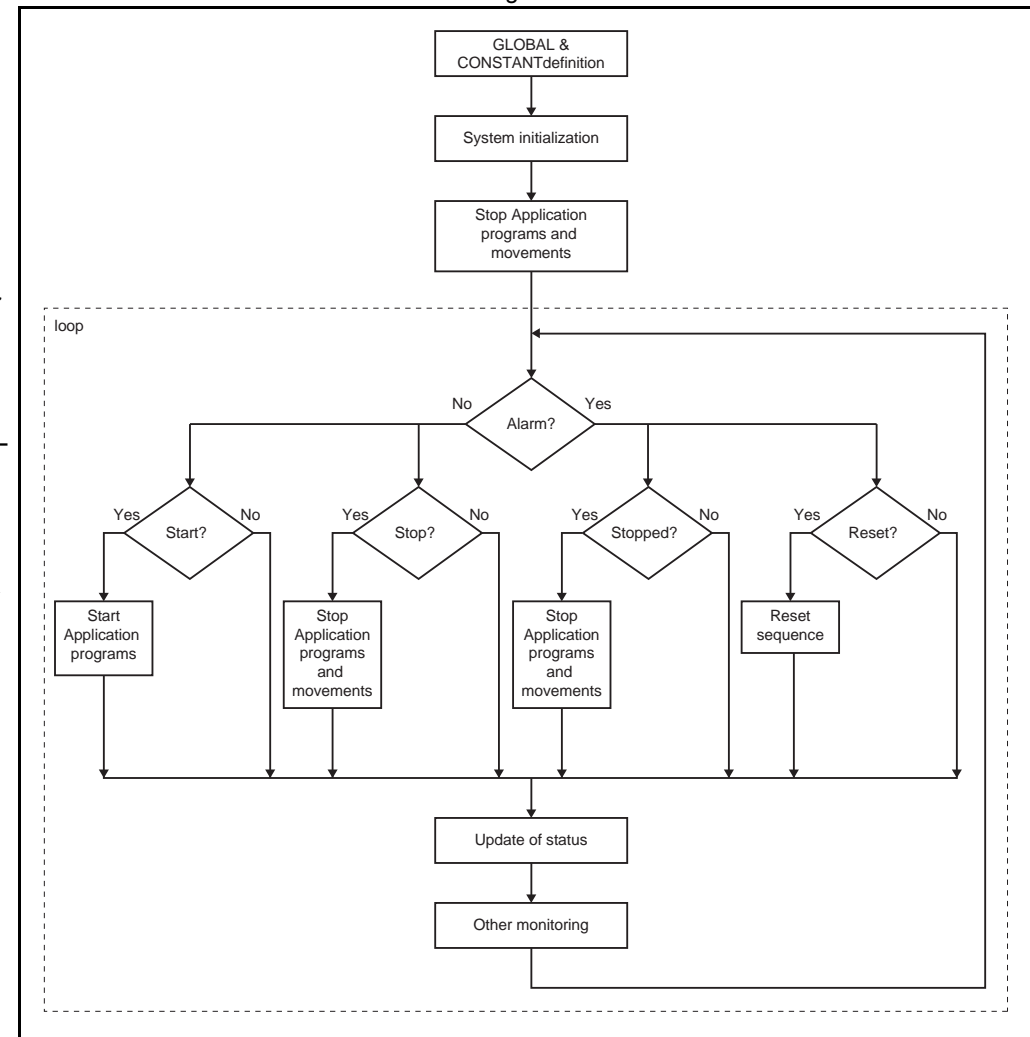 GLOBAL &
CONSTANTdefinition
System initialization
Stop Application
programs and
movements
loop
No
Yes
Alarm?
Yes
No
Start?
Yes
No
Stop?
Yes
No
Stopped?
Yes
No
Reset?
Start
Application
programs
Stop
Application
programs
and
movements
Stop
Application
programs
and
movements
Reset
sequence
Update of status
Other monitoring